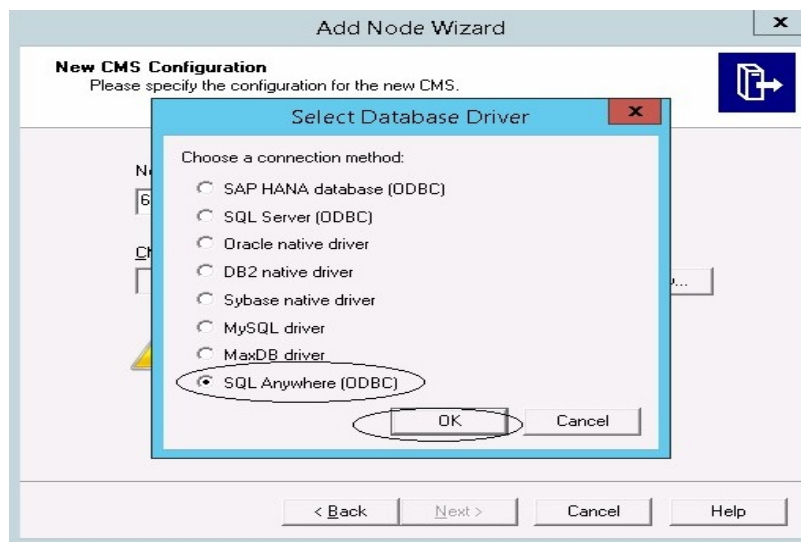 Add Node Wizard
x
New CMS Configuration
Please specify the configuration for the new CMS.
Select Database Driver
x
Choose a connection method:
SAP HANA database (ODBC)
SQL Server (ODBC)
Oracle native driver
DB2 native driver
Sybase native driver
MySQL driver
MaxDB driver
SQL Anywhere (ODBC)
OK Cancel
6
< Back Next > Cancel Help